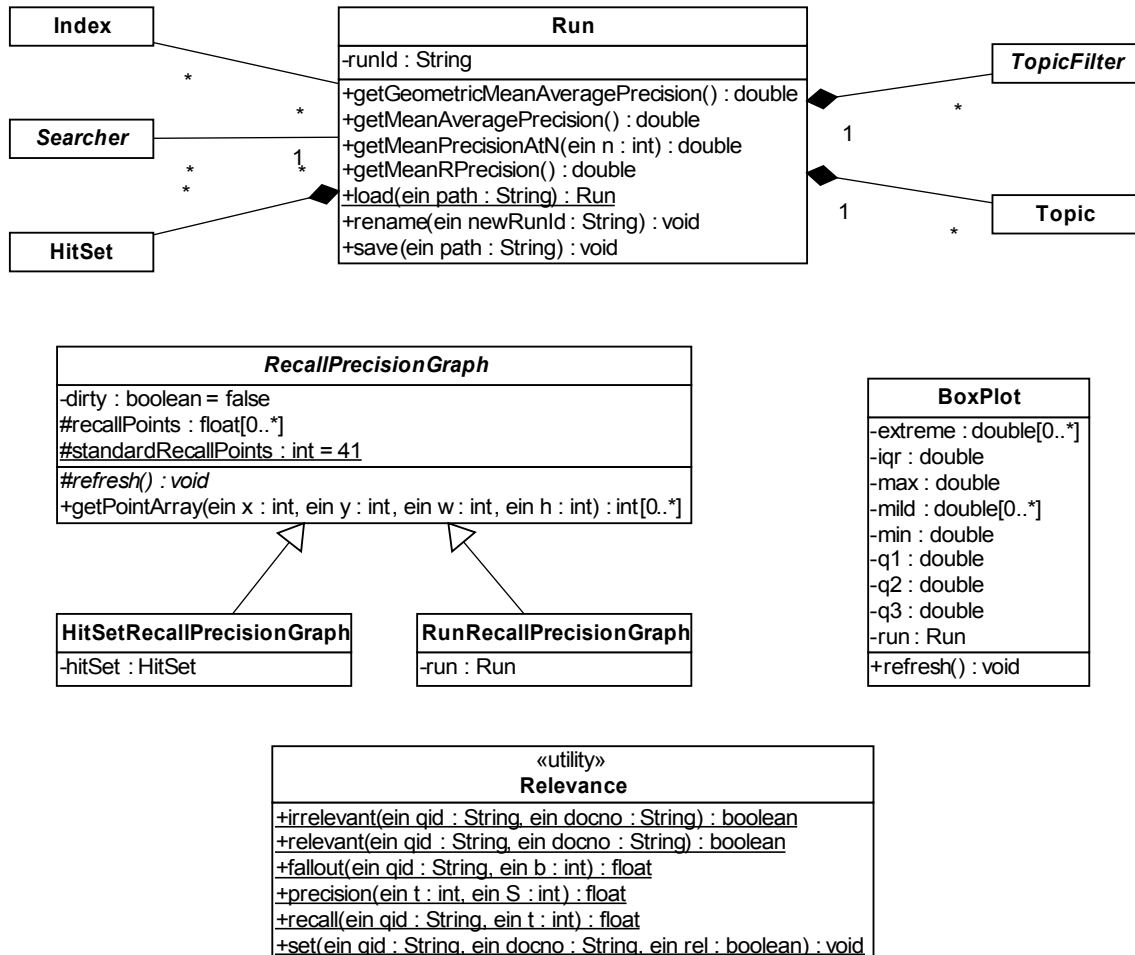 Index
Searcher
HitSet
*
*
*
*
*
1
Run
-runId : String
+getGeometricMeanAveragePrecision() : double
+getMeanAveragePrecision() : double
+getMeanPrecisionAtN(ein n : int) : double
+getMeanRPrecision() : double
+load(ein path : String) : Run
+rename(ein newRunId : String) : void
+save(ein path : String) : void
TopicFilter
*
1
Topic
1
*
RecallPrecisionGraph
-dirty : boolean = false
#recallPoints : float[0..*]
#standardRecallPoints : int = 41
#refresh() : void
+getPointArray(ein x : int, ein y : int, ein w : int, ein h : int) : int[0..*]
HitSetRecallPrecisionGraph
-hitSet : HitSet
RunRecallPrecisionGraph
-run : Run
BoxPlot
-extreme : double[0..*]
-iqr : double
-max : double
-mild : double[0..*]
-min : double
-q1 : double
-q2 : double
-q3 : double
-run : Run
+refresh() : void
«utility»
Relevance
+irrelevant(ein qid : String, ein docno : String) : boolean
+relevant(ein qid : String, ein docno : String) : boolean
+fallout(ein qid : String, ein b : int) : float
+precision(ein t : int, ein S : int) : float
+recall(ein qid : String, ein t : int) : float
+set(ein qid : String, ein docno : String, ein rel : boolean) : void